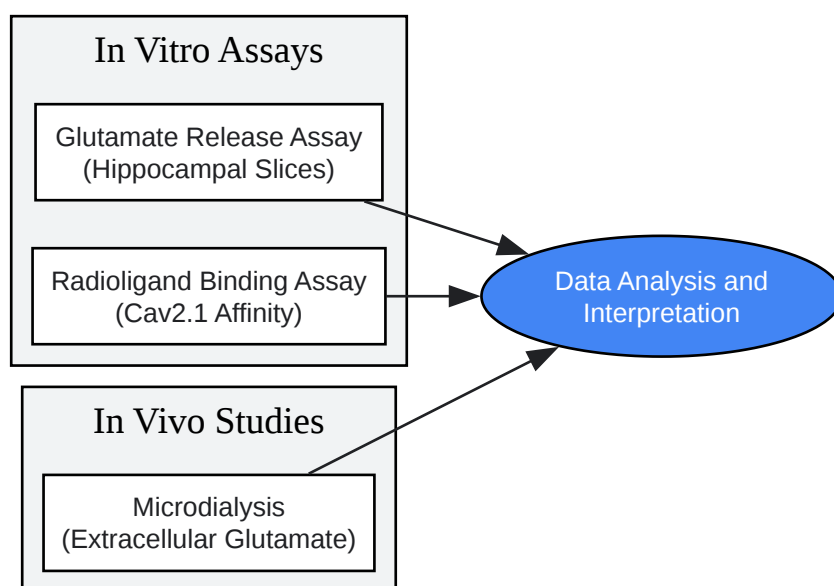 In Vitro Assays
Glutamate Release Assay
(Hippocampal Slices)
Radioligand Binding Assay
(Cav2.1 Affinity)
Data Analysis and
Interpretation
In Vivo Studies
Microdialysis
(Extracellular Glutamate)